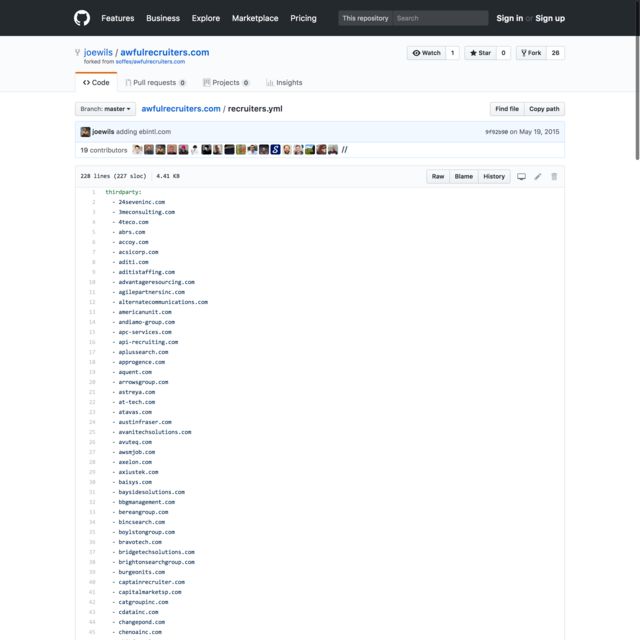 Features Business Explore Marketplace Pricing This repository Search Sign in or Sign up
joewils / awfulrecruiters.com
forked from soffes/awfulrecruiters.com
Watch 1 Star 0 Fork 26
Code Pull requests 0 Projects 0 Insights
Branch: master awfulrecruiters.com / recruiters.yml Find file Copy path
joewils adding ebintl.com 9f92b90 on May 19, 2015
19 contributors //
228 lines (227 sloc) 4.41 KB Raw Blame History
1 thirdparty:
2 - 24seveninc.com
3 - 3meconsulting.com
4 - 4teco.com
5 - abrs.com
6 - accoy.com
7 - acsicorp.com
8 - aditi.com
9 - aditistaffing.com
10 - advantageresourcing.com
11 - agilepartnersinc.com
12 - alternatecommunications.com
13 - americanunit.com
14 - andiamo-group.com
15 - apc-services.com
16 - api-recruiting.com
17 - aplussearch.com
18 - approgence.com
19 - aquent.com
20 - arrowsgroup.com
21 - astreya.com
22 - at-tech.com
23 - atavas.com
24 - austinfraser.com
25 - avanitechsolutions.com
26 - avuteq.com
27 - awsmjob.com
28 - axelon.com
29 - axiustek.com
30 - baisys.com
31 - baysidesolutions.com
32 - bbgmanagement.com
33 - bereangroup.com
34 - bincsearch.com
35 - boylstongroup.com
36 - bravotech.com
37 - bridgetechsolutions.com
38 - brightonsearchgroup.com
39 - burgeonits.com
40 - captainrecruiter.com
41 - capitalmarketsp.com
42 - catgroupinc.com
43 - cdatainc.com
44 - changepond.com
45 - chenoainc.com